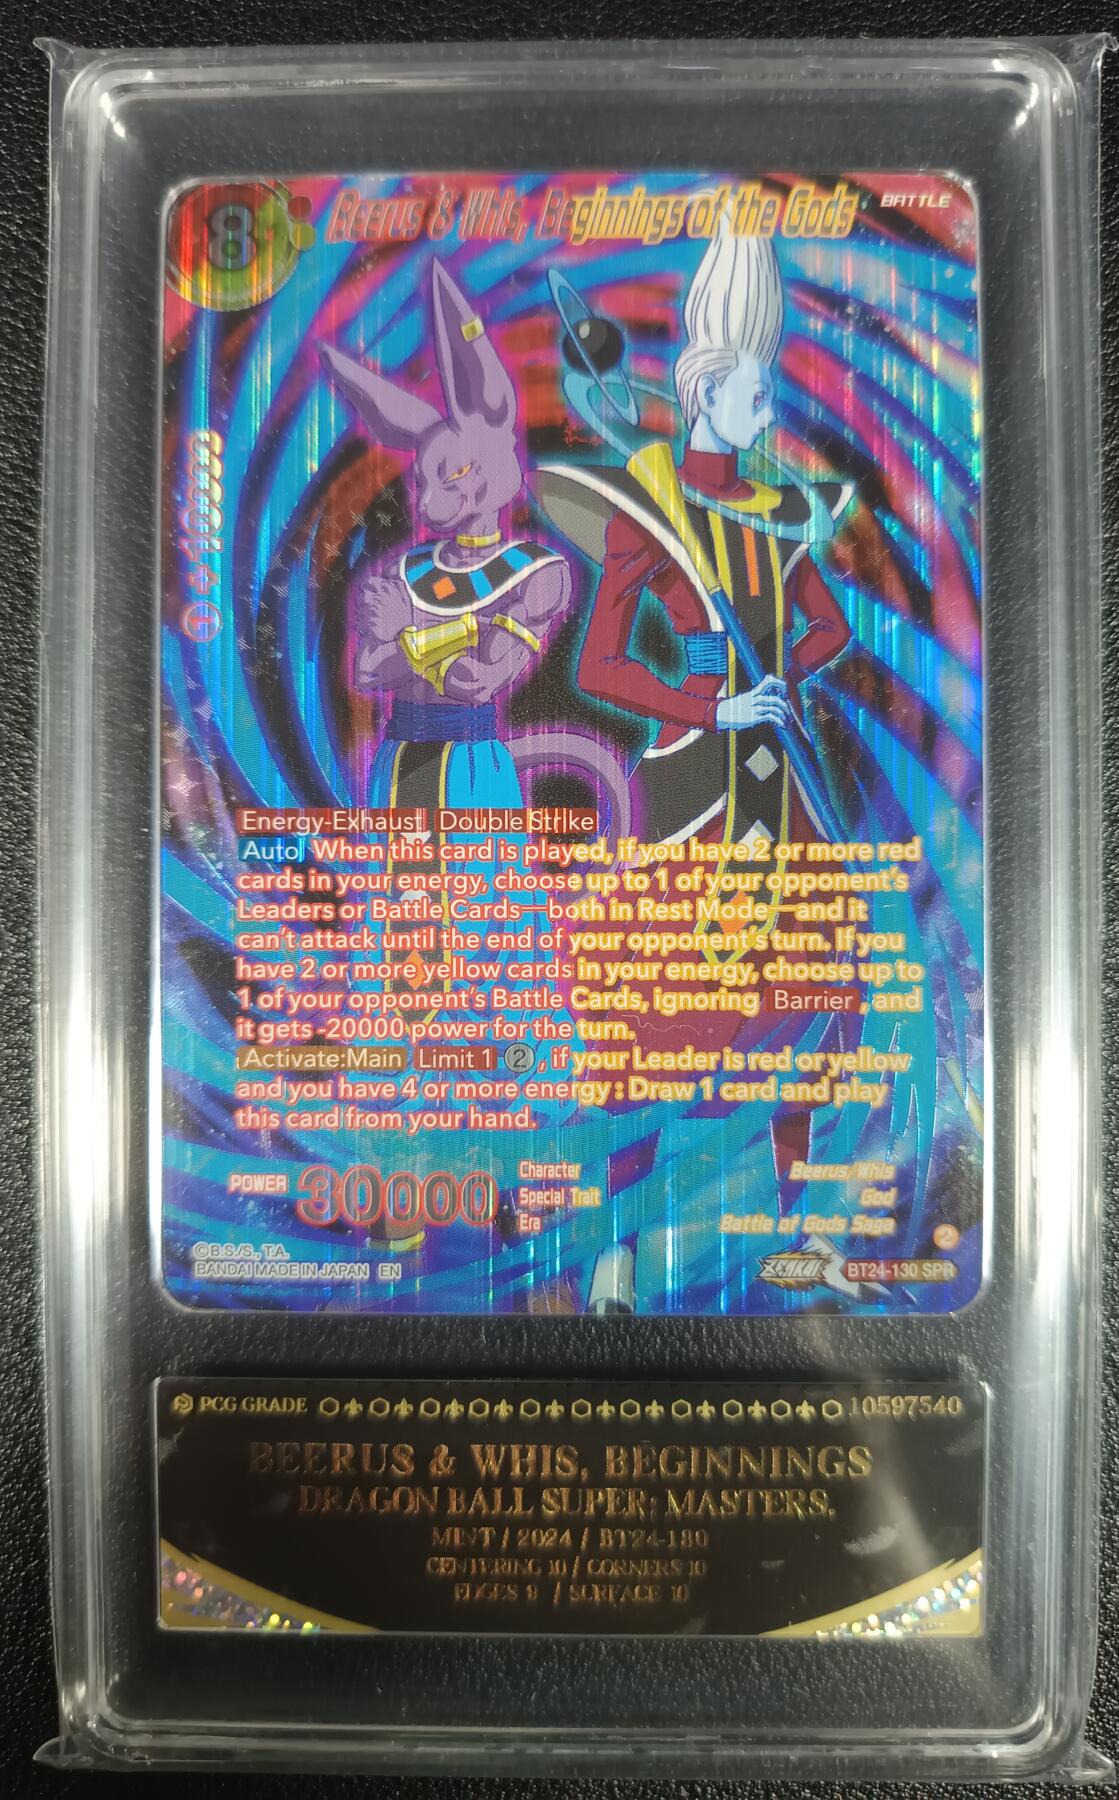 8
Beerus & Whis, Beginnings of the Gods
BATTLE
1 +10000
Energy-Exhaust Double Strike
Auto When this card is played, if you have 2 or more red
cards in your energy, choose up to 1 of your opponent's
Leaders or Battle Cards—both in Rest Mode—and it
can't attack until the end of your opponent's turn. If you
have 2 or more yellow cards in your energy, choose up to
1 of your opponent's Battle Cards, ignoring Barrier, and
it gets -20000 power for the turn.
Activate:Main Limit 1 2, if your Leader is red or yellow
and you have 4 or more energy : Draw 1 card and play
this card from your hand.
POWER 30000
Character Beerus/Whis
Special Trait God
Era Battle of Gods Saga
2
©B.S./S., T.A.
BANDAI MADE IN JAPAN EN
ZENKAI
BT24-130 SPR
PCG GRADE 10597540
BEERUS & WHIS, BEGINNINGS
DRAGON BALL SUPER: MASTERS.
MINT / 2024 / BT24-130
CENTERING 10 / CORNERS 10
EDGES 9 / SURFACE 10